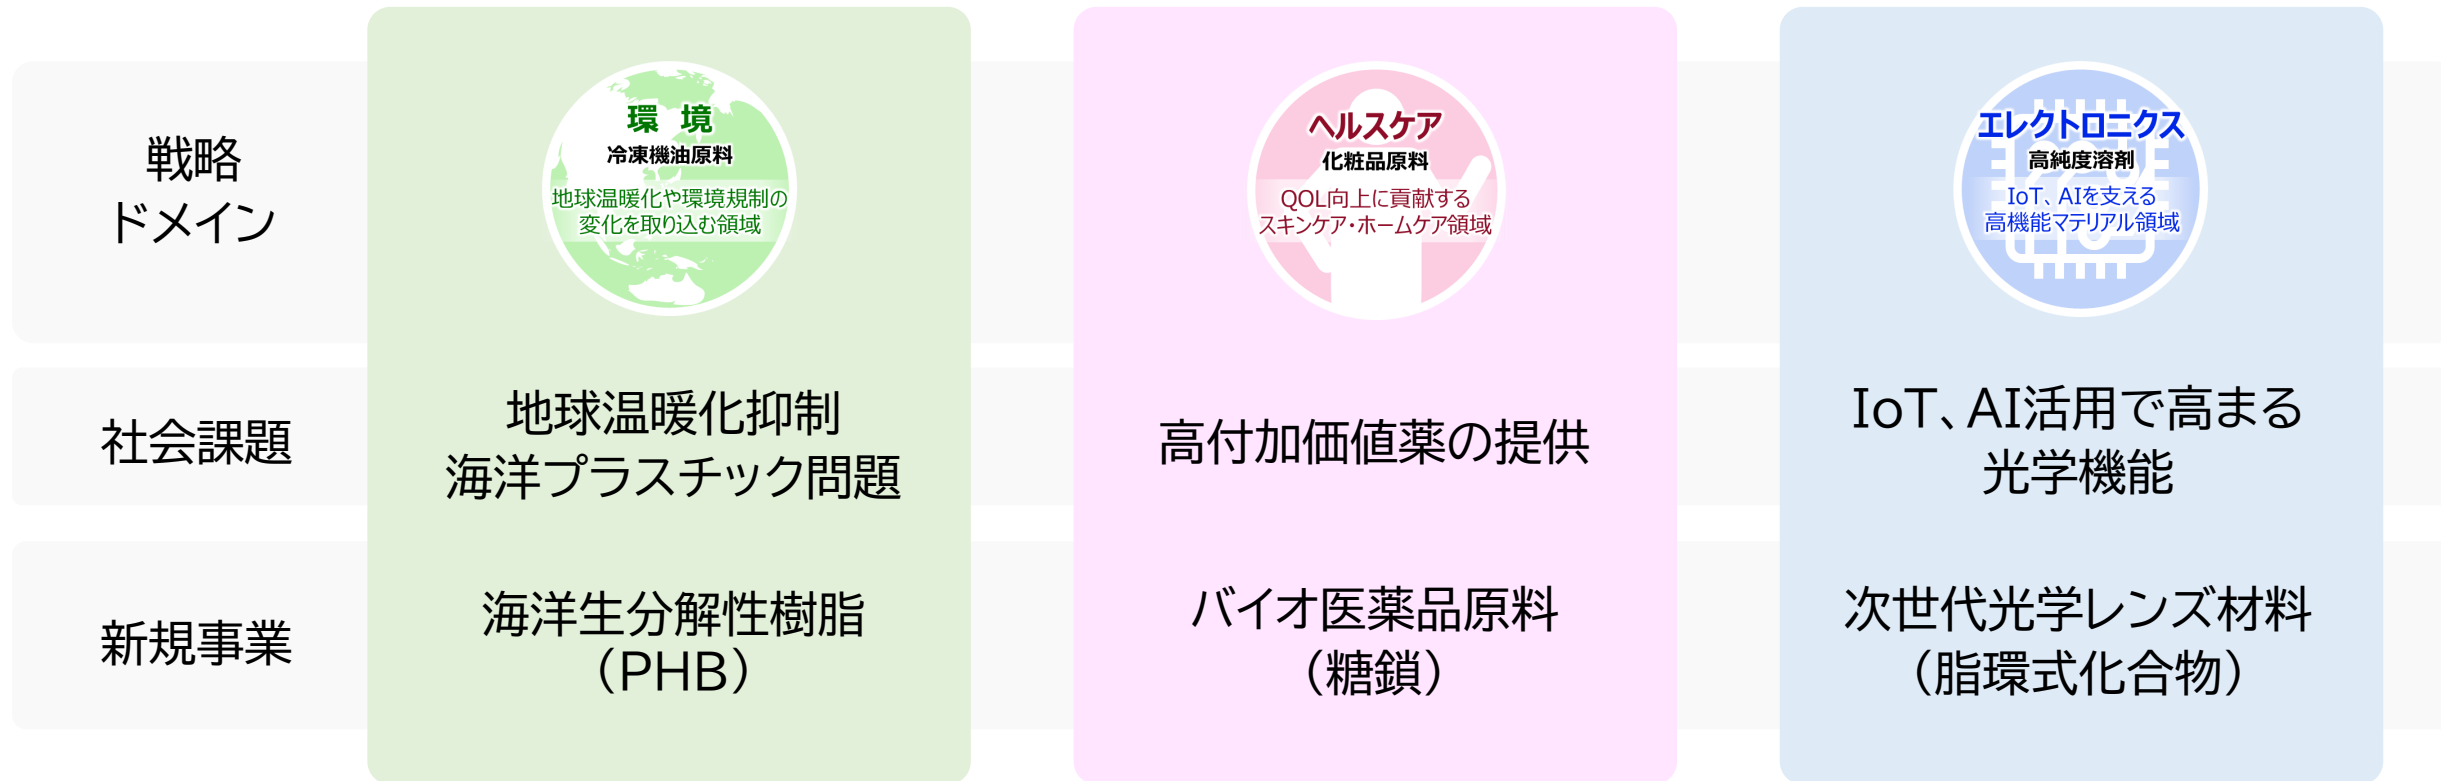 戦略
ドメイン
環 境
冷凍機油原料
地球温暖化や環境規制の
変化を取り込む領域
ヘルスケア
化粧品原料
QOL向上に貢献する
スキンケア・ホームケア領域
エレクトロニクス
高純度溶剤
IoT、AIを支える
高機能マテリアル領域
社会課題
地球温暖化抑制
海洋プラスチック問題
高付加価値薬の提供
IoT、AI活用で高まる
光学機能
新規事業
海洋生分解性樹脂
（PHB）
バイオ医薬品原料
（糖鎖）
次世代光学レンズ材料
（脂環式化合物）